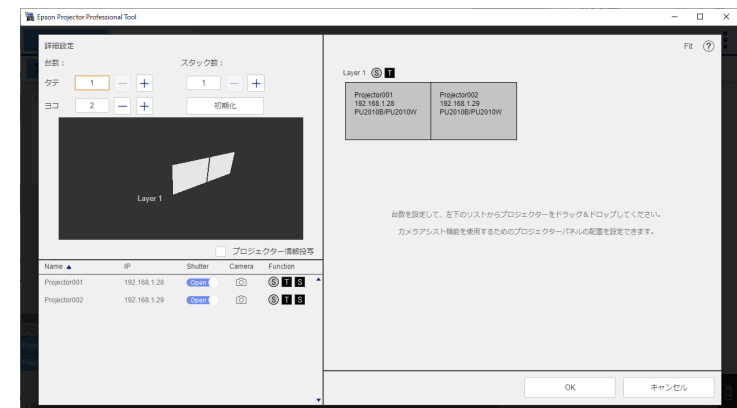 Epson Projector Professional Tool
詳細設定
台数：
スタック数：
タテ 1 － ＋ 1 － ＋
ヨコ 2 － ＋ 初期化
Layer 1
プロジェクター情報投写
Name ▲ IP Shutter Camera Function
Projector001 192.168.1.28 Open S T S
Projector002 192.168.1.29 Open S T S
Fit ?
Layer 1 S T
Projector001
192.168.1.28
PU2010B/PU2010W
Projector002
192.168.1.29
PU2010B/PU2010W
台数を設定して、左下のリストからプロジェクターをドラッグ＆ドロップしてください。
カメラアシスト機能を使用するためのプロジェクターパネルの配置を設定できます。
OK キャンセル